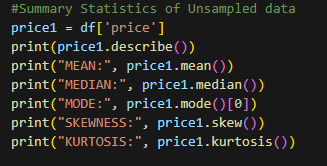 #Summary Statistics of Unsampled data
price1 = df['price']
print(price1.describe())
print("MEAN:", price1.mean())
print("MEDIAN:", price1.median())
print("MODE:", price1.mode()[0])
print("SKEWNESS:", price1.skew())
print("KURTOSIS:", price1.kurtosis())